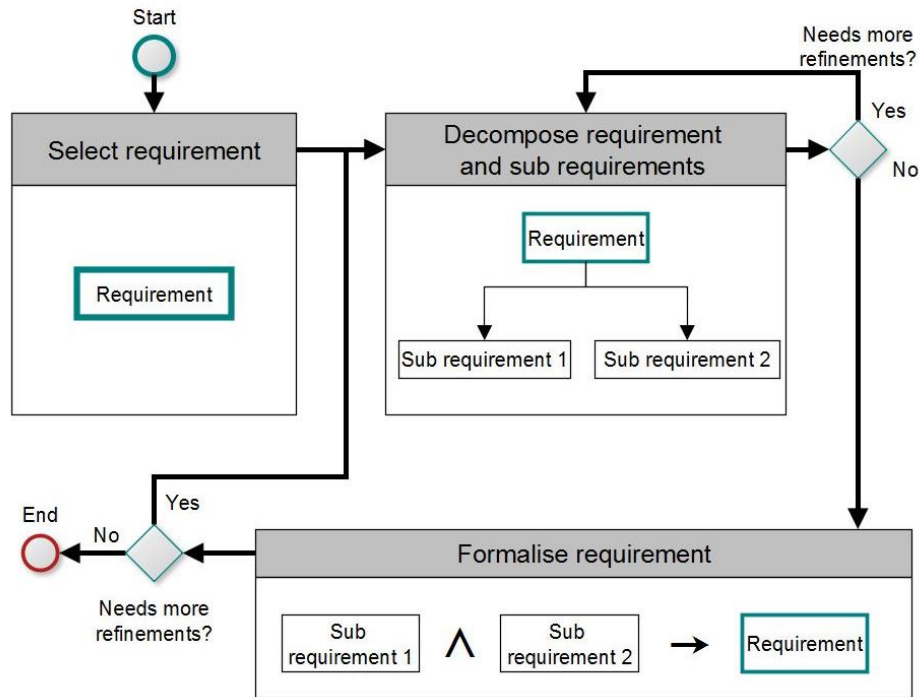 Start
Needs more
refinements?
Yes
No
Select requirement
Requirement
Decompose requirement
and sub requirements
Requirement
Sub requirement 1
Sub requirement 2
Yes
End
No
Needs more
refinements?
Formalise requirement
Sub
requirement 1
∧
Sub
requirement 2
→
Requirement